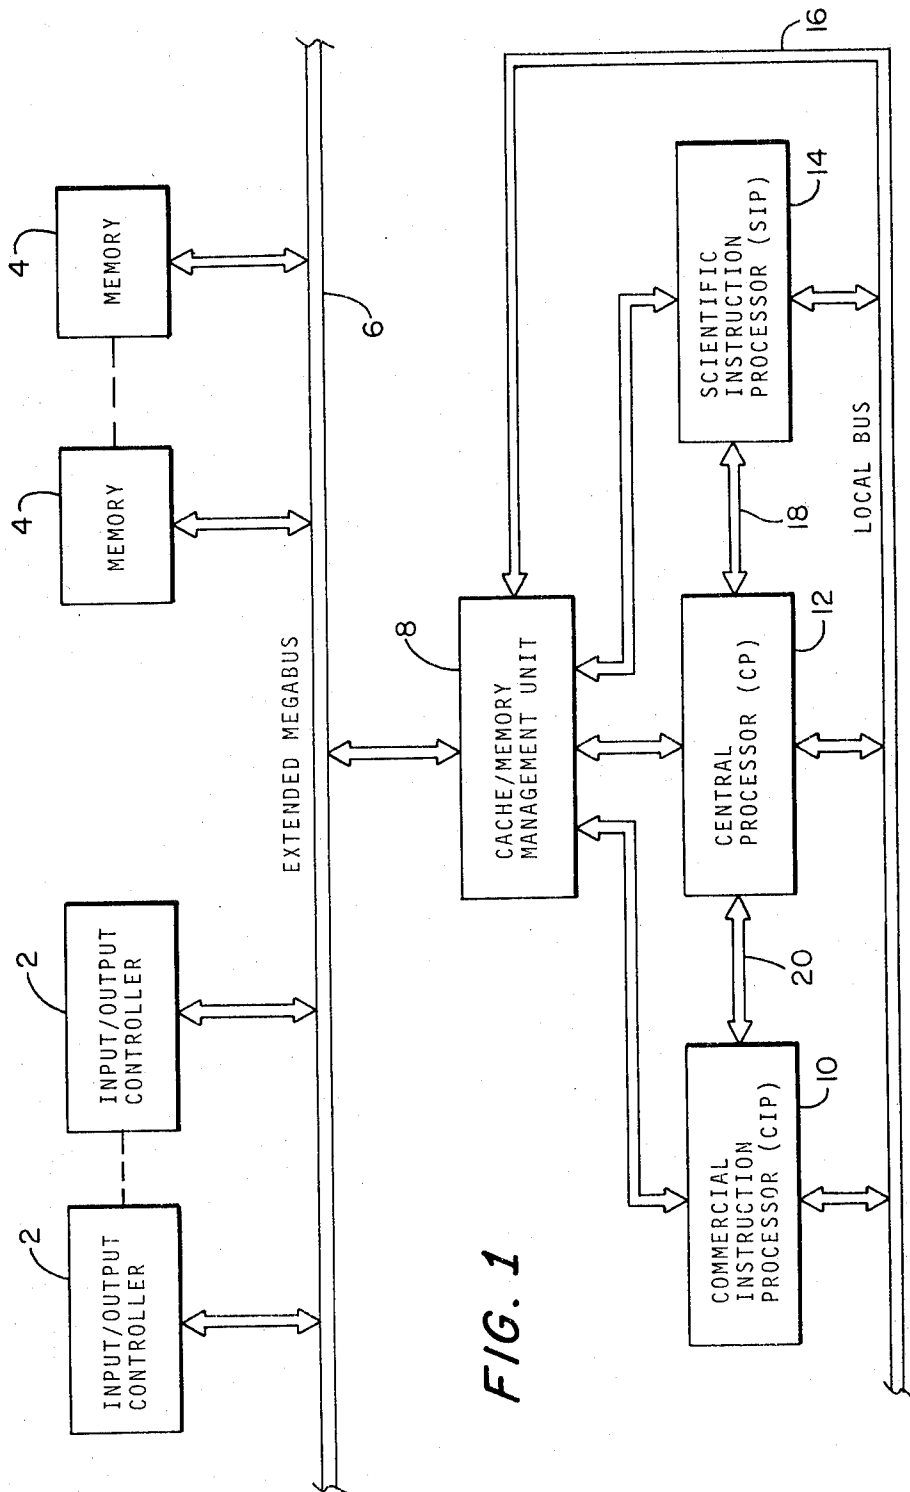 2
INPUT/OUTPUT
CONTROLLER
2
INPUT/OUTPUT
CONTROLLER
4
MEMORY
4
MEMORY
EXTENDED MEGABUS
6
8
CACHE/MEMORY
MANAGEMENT UNIT
16
COMMERCIAL
INSTRUCTION
PROCESSOR (CIP)
10
20
CENTRAL
PROCESSOR (CP)
12
18
SCIENTIFIC
INSTRUCTION
PROCESSOR (SIP)
14
LOCAL BUS
FIG. 1